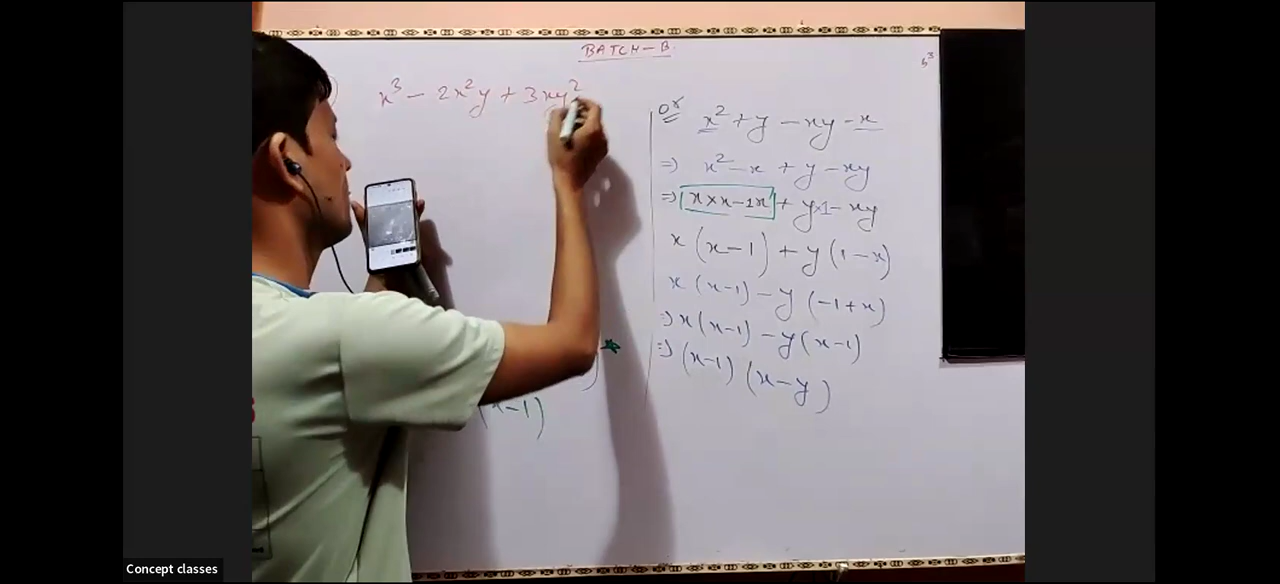 BATCH-B
x³ - 2x²y + 3xy²
or x² + y - xy - x
⇒ x² - x + y - xy
⇒ x × x - 1x + y×1 - xy
x (x - 1) + y (1 - x)
x (x-1) - y (-1 + x)
⇒ x (x-1) - y (x-1)
⇒ (x-1) (x-y)
(x-1)
Concept classes